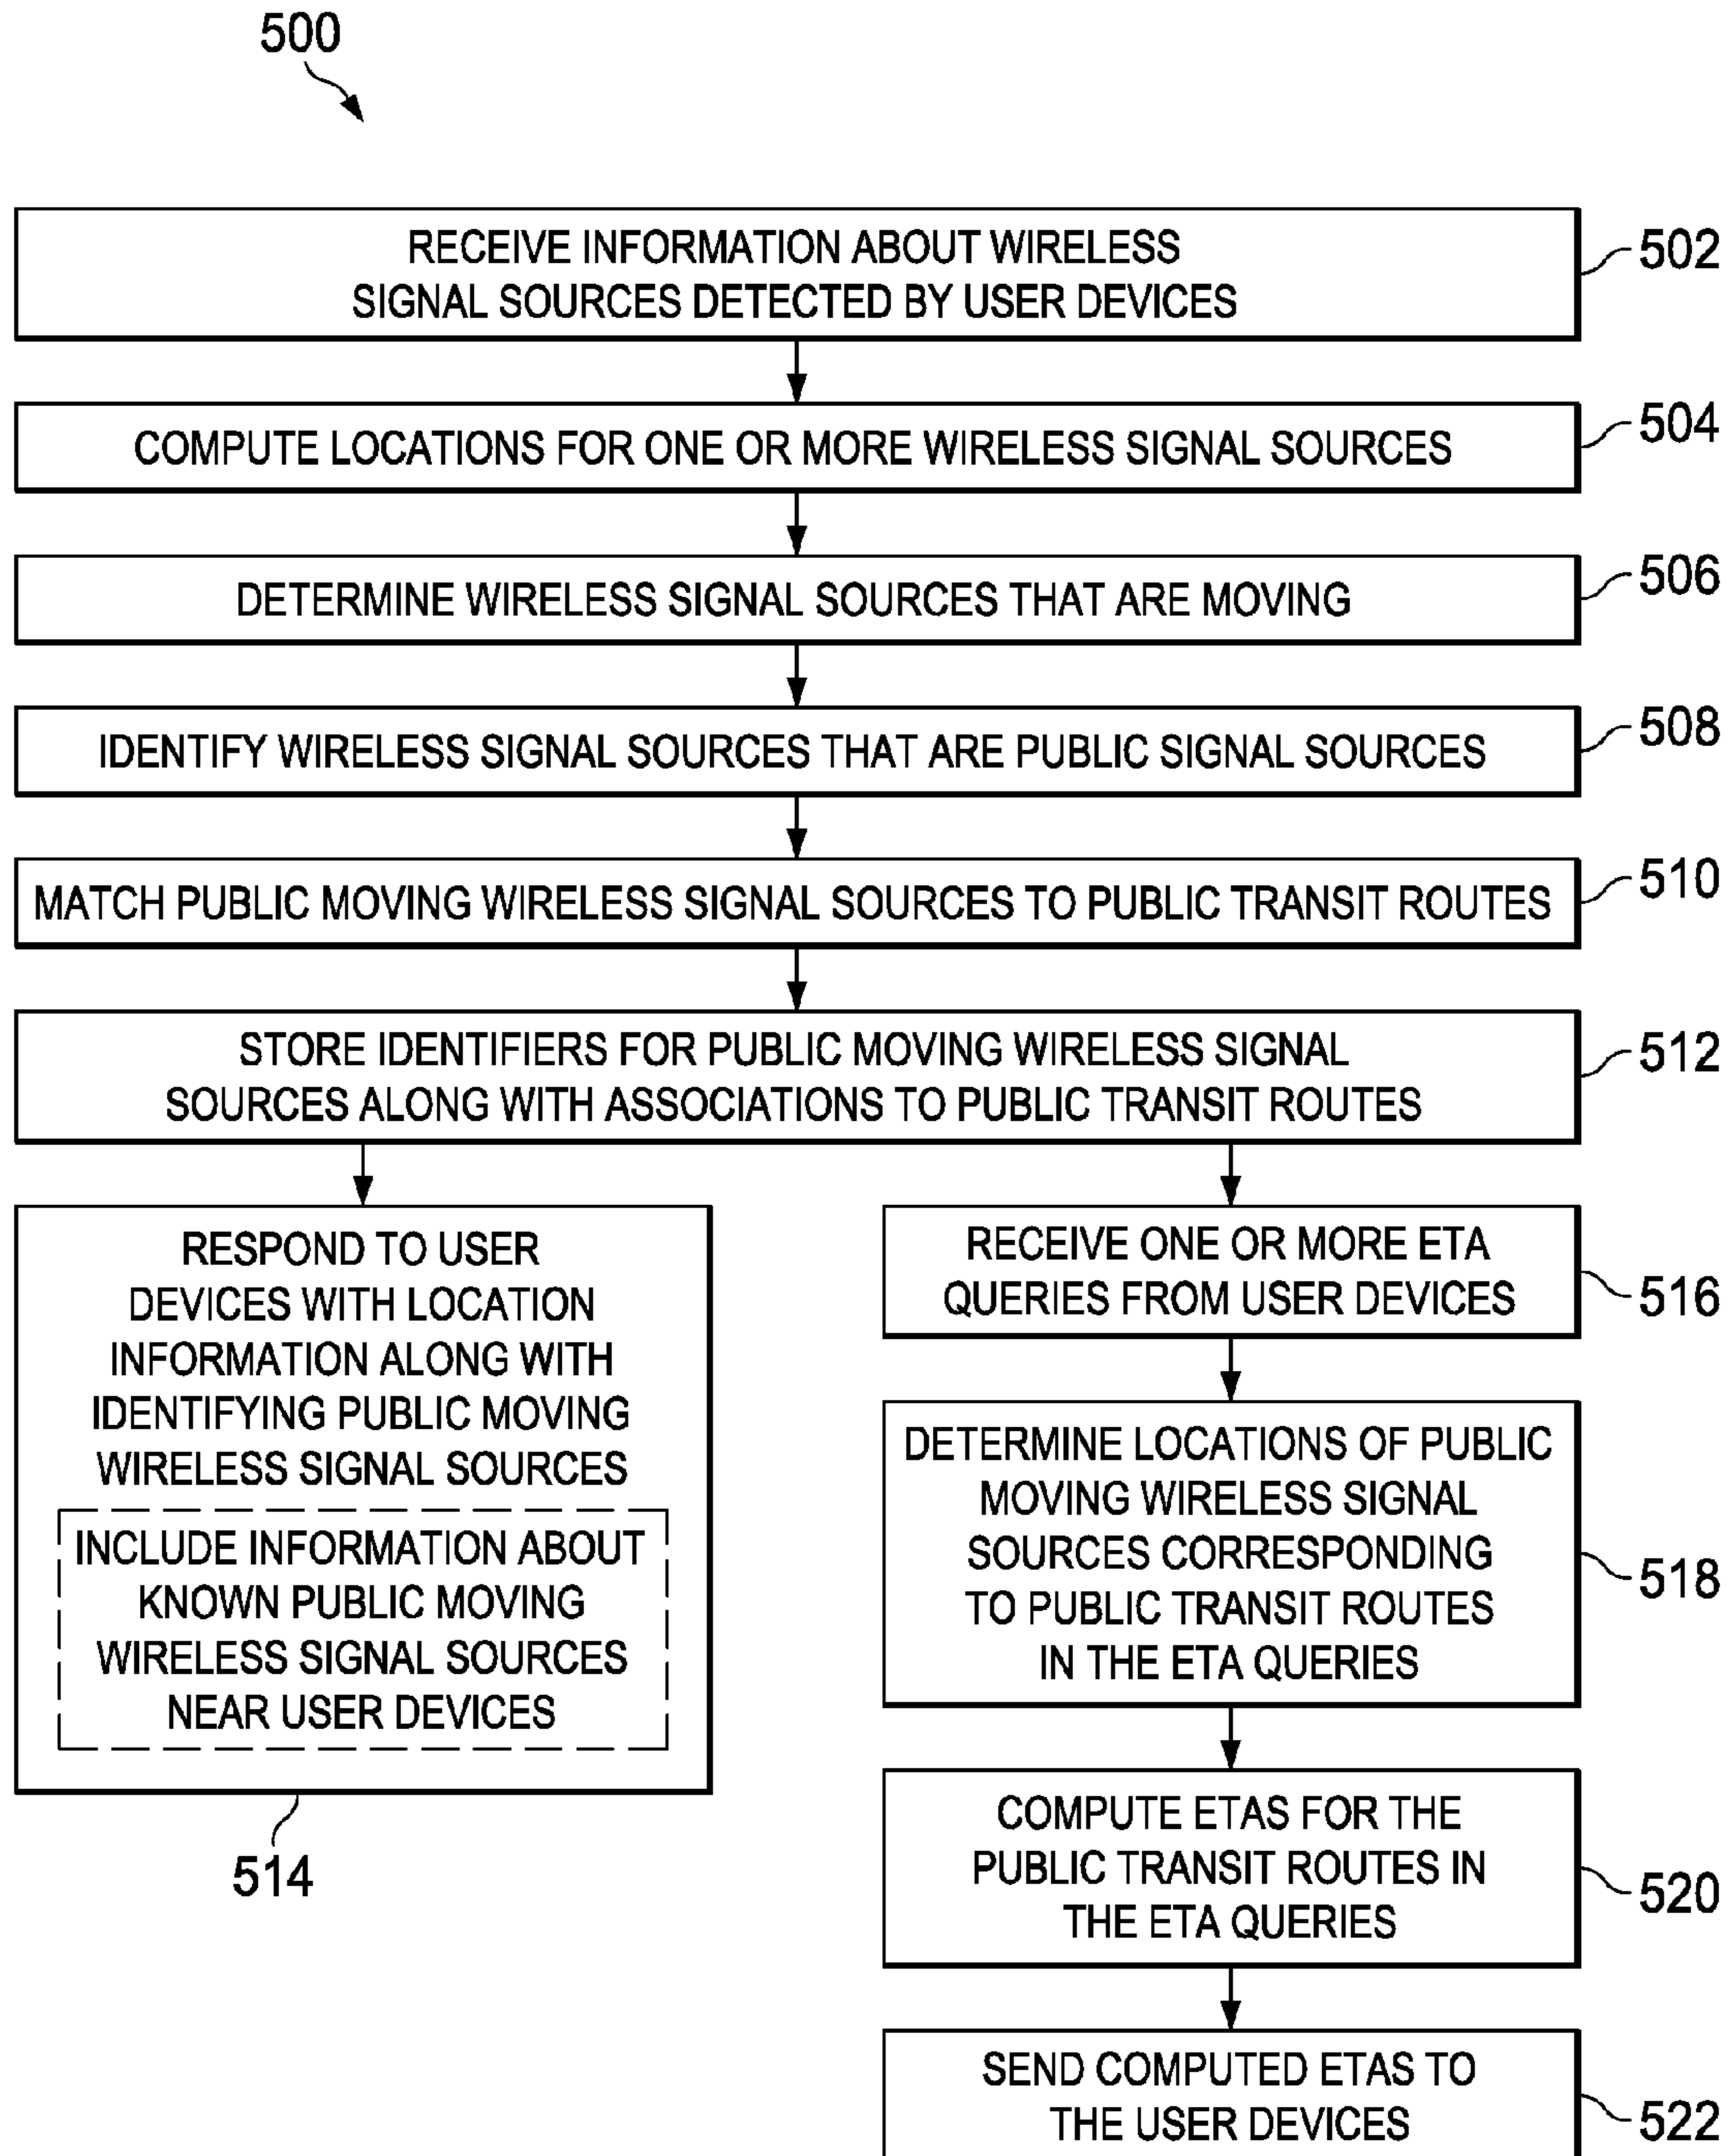 500
RECEIVE INFORMATION ABOUT WIRELESS
SIGNAL SOURCES DETECTED BY USER DEVICES
502
COMPUTE LOCATIONS FOR ONE OR MORE WIRELESS SIGNAL SOURCES
504
DETERMINE WIRELESS SIGNAL SOURCES THAT ARE MOVING
506
IDENTIFY WIRELESS SIGNAL SOURCES THAT ARE PUBLIC SIGNAL SOURCES
508
MATCH PUBLIC MOVING WIRELESS SIGNAL SOURCES TO PUBLIC TRANSIT ROUTES
510
STORE IDENTIFIERS FOR PUBLIC MOVING WIRELESS SIGNAL
SOURCES ALONG WITH ASSOCIATIONS TO PUBLIC TRANSIT ROUTES
512
RESPOND TO USER
DEVICES WITH LOCATION
INFORMATION ALONG WITH
IDENTIFYING PUBLIC MOVING
WIRELESS SIGNAL SOURCES
INCLUDE INFORMATION ABOUT
KNOWN PUBLIC MOVING
WIRELESS SIGNAL SOURCES
NEAR USER DEVICES
514
RECEIVE ONE OR MORE ETA
QUERIES FROM USER DEVICES
516
DETERMINE LOCATIONS OF PUBLIC
MOVING WIRELESS SIGNAL
SOURCES CORRESPONDING
TO PUBLIC TRANSIT ROUTES
IN THE ETA QUERIES
518
COMPUTE ETAS FOR THE
PUBLIC TRANSIT ROUTES IN
THE ETA QUERIES
520
SEND COMPUTED ETAS TO
THE USER DEVICES
522